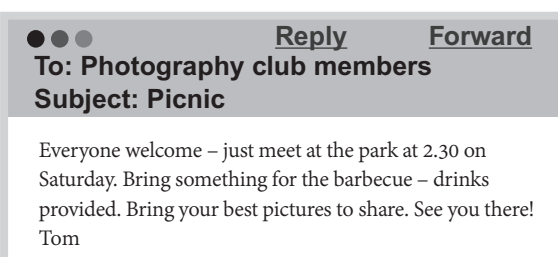 Reply Forward
To: Photography club members
Subject: Picnic
Everyone welcome – just meet at the park at 2.30 on
Saturday. Bring something for the barbecue – drinks
provided. Bring your best pictures to share. See you there!
Tom